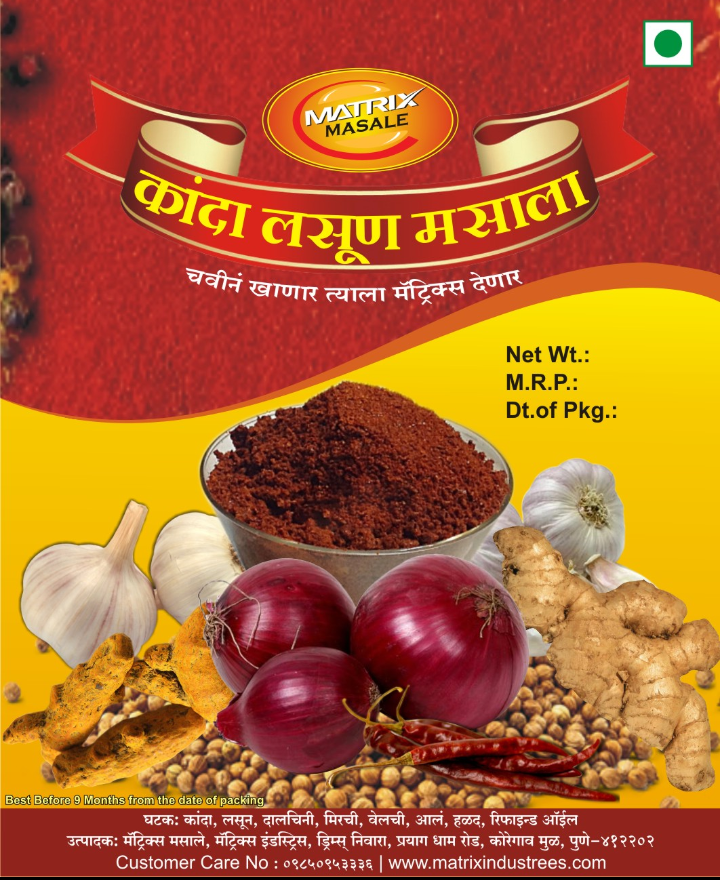 MATRIX
MASALE
कांदा लसूण मसाला
चवीनं खाणार त्याला मॅट्रिक्स देणार
Net Wt.:
M.R.P.:
Dt.of Pkg.:
Best Before 9 Months from the date of packing
घटक: कांदा, लसून, दालचिनी, मिरची, वेलची, आलं, हळद, रिफाइन्ड ऑईल
उत्पादक: मॅट्रिक्स मसाले, मॅट्रिक्स इंडस्ट्रिस, ड्रिम्स् निवारा, प्रयाग धाम रोड, कोरेगाव मुळ, पुणे–४१२२०२
Customer Care No : ०९८५०९५३३३६ | www.matrixindustrees.com